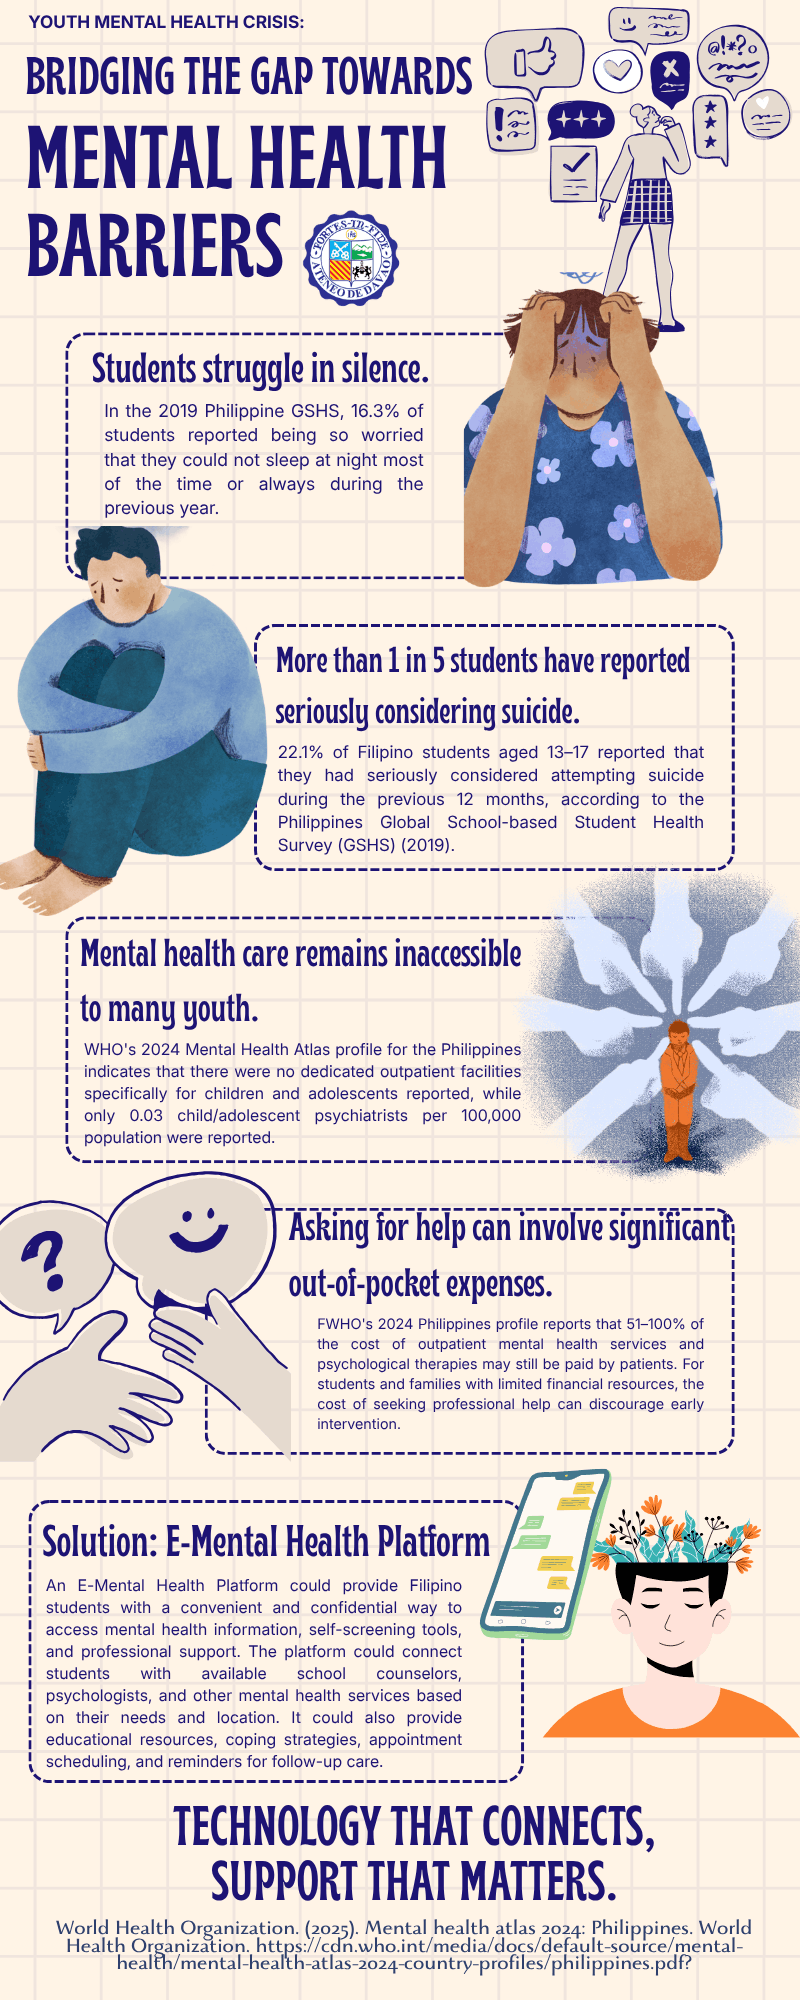 YOUTH MENTAL HEALTH CRISIS:
BRIDGING THE GAP TOWARDS
MENTAL HEALTH
BARRIERS
FORTES·IN·FIDE
ATENEO DE DAVAO
Students struggle in silence.
In the 2019 Philippine GSHS, 16.3% of
students reported being so worried
that they could not sleep at night most
of the time or always during the
previous year.
More than 1 in 5 students have reported
seriously considering suicide.
22.1% of Filipino students aged 13–17 reported that
they had seriously considered attempting suicide
during the previous 12 months, according to the
Philippines Global School-based Student Health
Survey (GSHS) (2019).
Mental health care remains inaccessible
to many youth.
WHO's 2024 Mental Health Atlas profile for the Philippines
indicates that there were no dedicated outpatient facilities
specifically for children and adolescents reported, while
only 0.03 child/adolescent psychiatrists per 100,000
population were reported.
Asking for help can involve significant
out-of-pocket expenses.
FWHO's 2024 Philippines profile reports that 51–100% of
the cost of outpatient mental health services and
psychological therapies may still be paid by patients. For
students and families with limited financial resources, the
cost of seeking professional help can discourage early
intervention.
Solution: E-Mental Health Platform
An E-Mental Health Platform could provide Filipino
students with a convenient and confidential way to
access mental health information, self-screening tools,
and professional support. The platform could connect
students with available school counselors,
psychologists, and other mental health services based
on their needs and location. It could also provide
educational resources, coping strategies, appointment
scheduling, and reminders for follow-up care.
TECHNOLOGY THAT CONNECTS,
SUPPORT THAT MATTERS.
World Health Organization. (2025). Mental health atlas 2024: Philippines. World
Health Organization. https://cdn.who.int/media/docs/default-source/mental-
health/mental-health-atlas-2024-country-profiles/philippines.pdf?